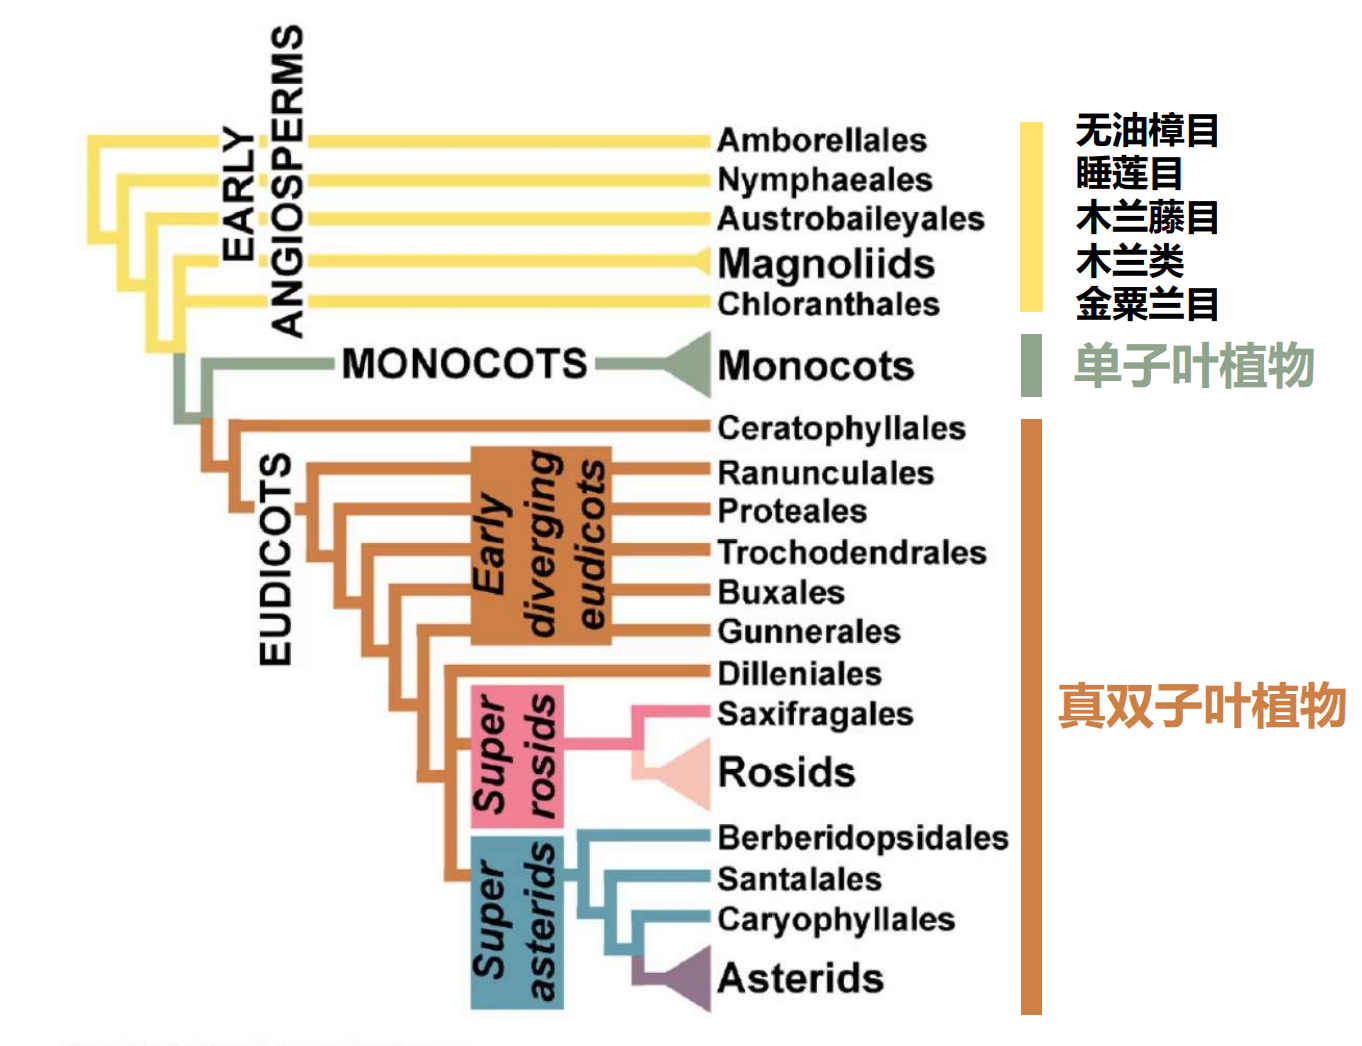 EARLY
ANGIOSPERMS
Amborellales
Nymphaeales
Austrobaileyales
Magnoliids
Chloranthales
无油樟目
睡莲目
木兰藤目
木兰类
金粟兰目
MONOCOTS
Monocots
单子叶植物
EUDICOTS
Ceratophyllales
Early
diverging
eudicots
Ranunculales
Proteales
Trochodendrales
Buxales
Gunnerales
Dilleniales
真双子叶植物
Super
rosids
Saxifragales
Rosids
Super
asterids
Berberidopsidales
Santalales
Caryophyllales
Asterids